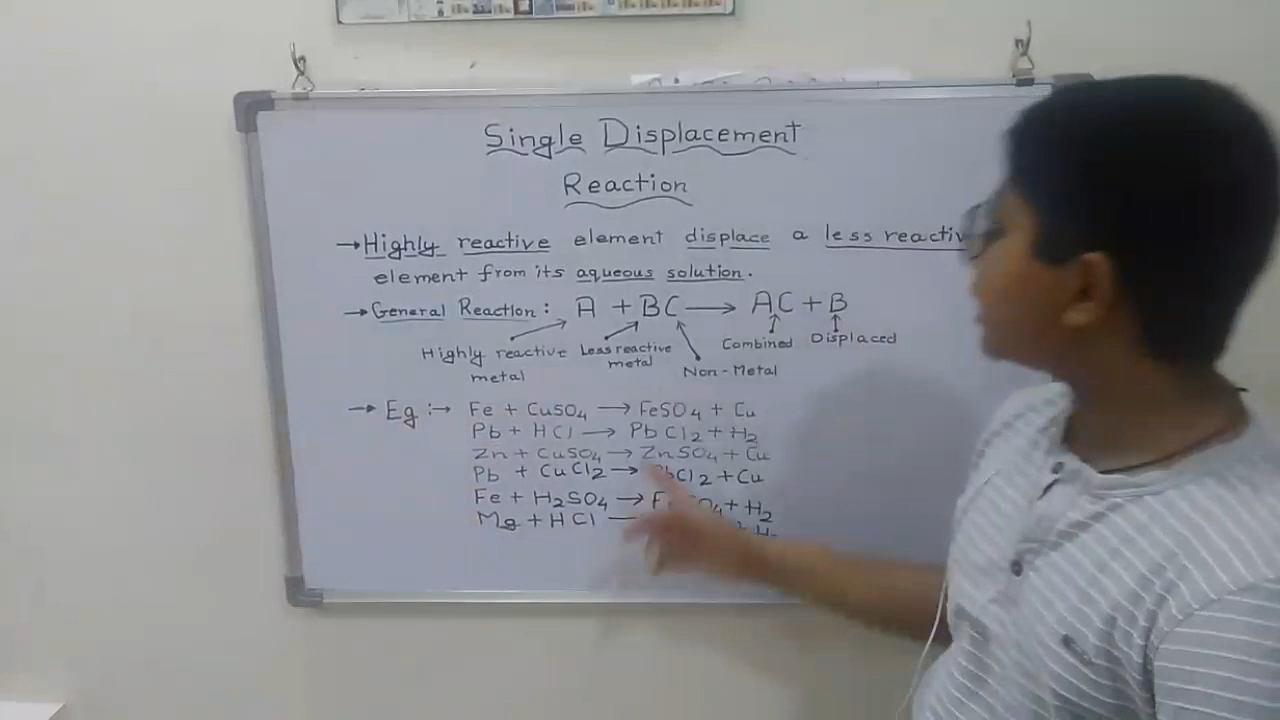 Single Displacement
Reaction
→ Highly reactive element displace a less reactiv
element from its aqueous solution.
→ General Reaction: A + BC ⟶ AC + B
Highly reactive metal
Less reactive metal
Non-Metal
Combined
Displaced
→ Eg :→ Fe + CuSO4 → FeSO4 + Cu
Pb + HCl → PbCl2 + H2
Zn + CuSO4 → ZnSO4 + Cu
Pb + CuCl2 → PbCl2 + Cu
Fe + H2SO4 → FeSO4 + H2
Mg + HCl